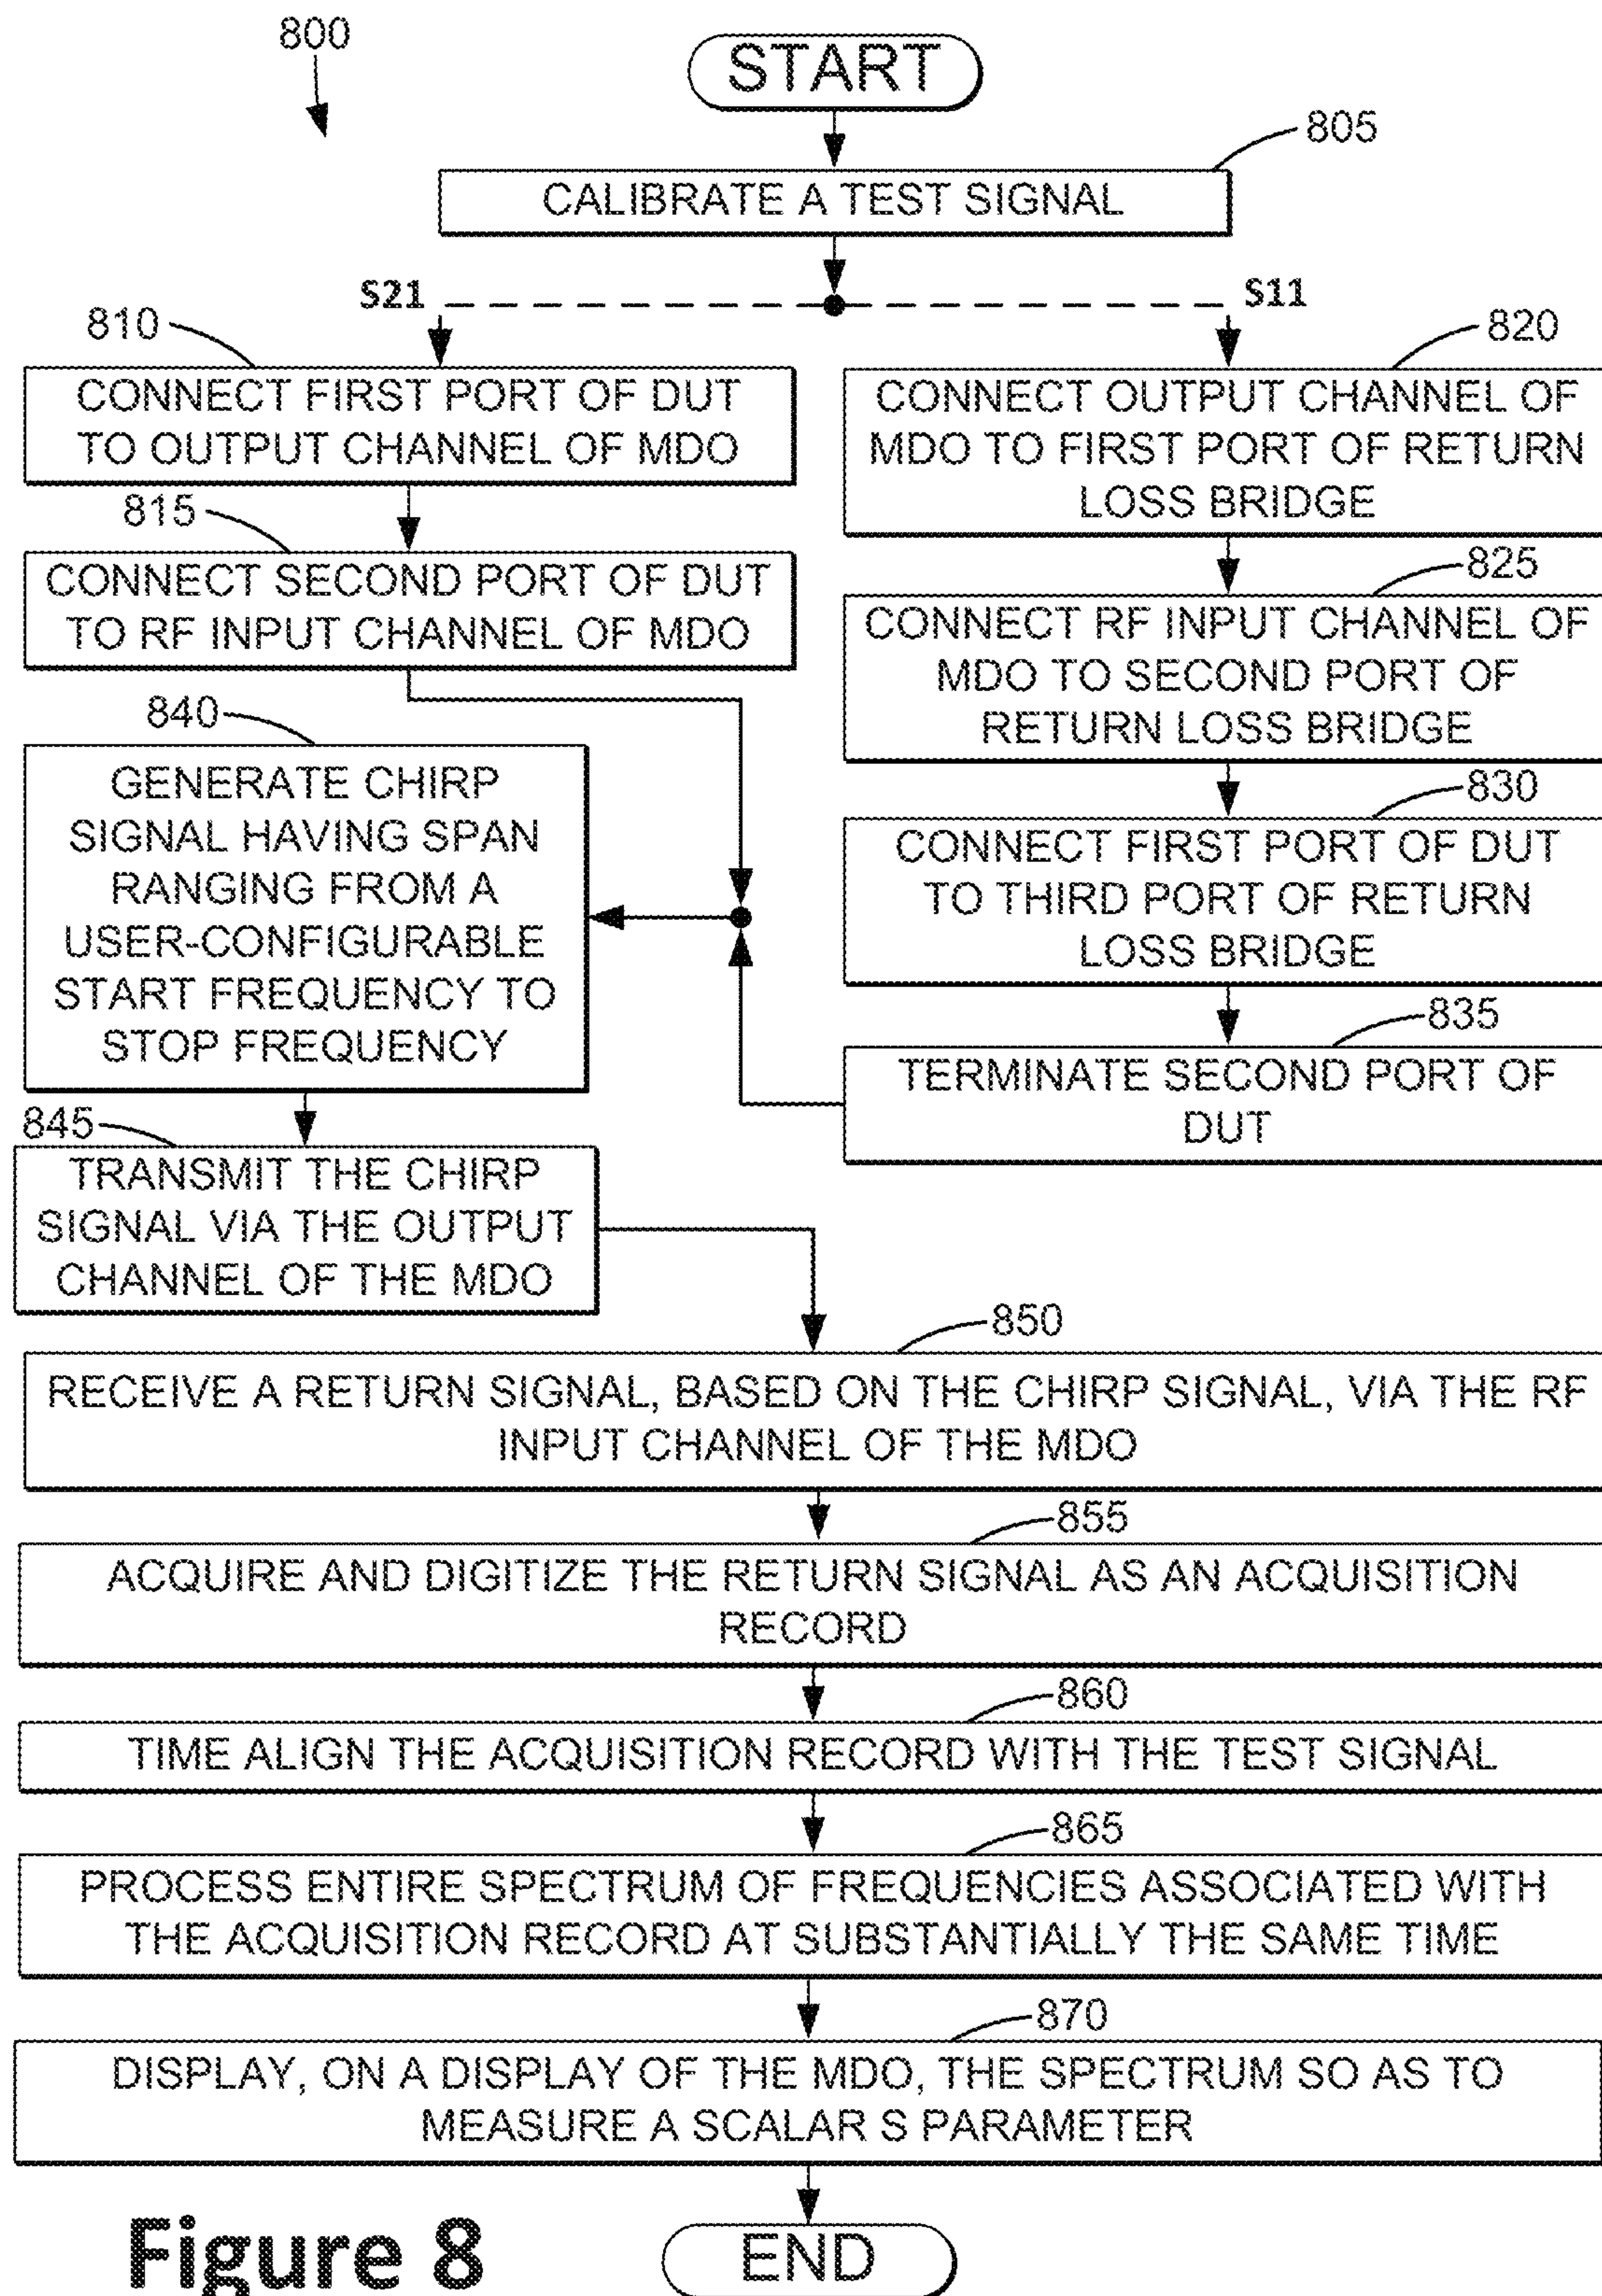 800
START
805
CALIBRATE A TEST SIGNAL
S21
S11
810
CONNECT FIRST PORT OF DUT
TO OUTPUT CHANNEL OF MDO
820
CONNECT OUTPUT CHANNEL OF
MDO TO FIRST PORT OF RETURN
LOSS BRIDGE
815
CONNECT SECOND PORT OF DUT
TO RF INPUT CHANNEL OF MDO
825
CONNECT RF INPUT CHANNEL OF
MDO TO SECOND PORT OF
RETURN LOSS BRIDGE
830
CONNECT FIRST PORT OF DUT
TO THIRD PORT OF RETURN
LOSS BRIDGE
835
TERMINATE SECOND PORT OF
DUT
840
GENERATE CHIRP
SIGNAL HAVING SPAN
RANGING FROM A
USER-CONFIGURABLE
START FREQUENCY TO
STOP FREQUENCY
845
TRANSMIT THE CHIRP
SIGNAL VIA THE OUTPUT
CHANNEL OF THE MDO
850
RECEIVE A RETURN SIGNAL, BASED ON THE CHIRP SIGNAL, VIA THE RF
INPUT CHANNEL OF THE MDO
855
ACQUIRE AND DIGITIZE THE RETURN SIGNAL AS AN ACQUISITION
RECORD
860
TIME ALIGN THE ACQUISITION RECORD WITH THE TEST SIGNAL
865
PROCESS ENTIRE SPECTRUM OF FREQUENCIES ASSOCIATED WITH
THE ACQUISITION RECORD AT SUBSTANTIALLY THE SAME TIME
870
DISPLAY, ON A DISPLAY OF THE MDO, THE SPECTRUM SO AS TO
MEASURE A SCALAR S PARAMETER
END
Figure 8